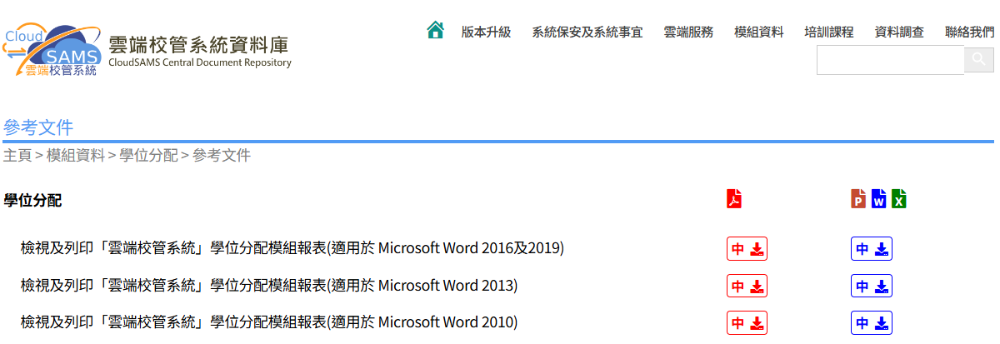 Cloud
SAMS
雲端校管系統
雲端校管系統資料庫
CloudSAMS Central Document Repository
版本升級 系統保安及系統事宜 雲端服務 模組資料 培訓課程 資料調查 聯絡我們
參考文件
主頁 > 模組資料 > 學位分配 > 參考文件
學位分配 P W X
檢視及列印「雲端校管系統」學位分配模組報表(適用於 Microsoft Word 2016及2019) 中 中
檢視及列印「雲端校管系統」學位分配模組報表(適用於 Microsoft Word 2013) 中 中
檢視及列印「雲端校管系統」學位分配模組報表(適用於 Microsoft Word 2010) 中 中